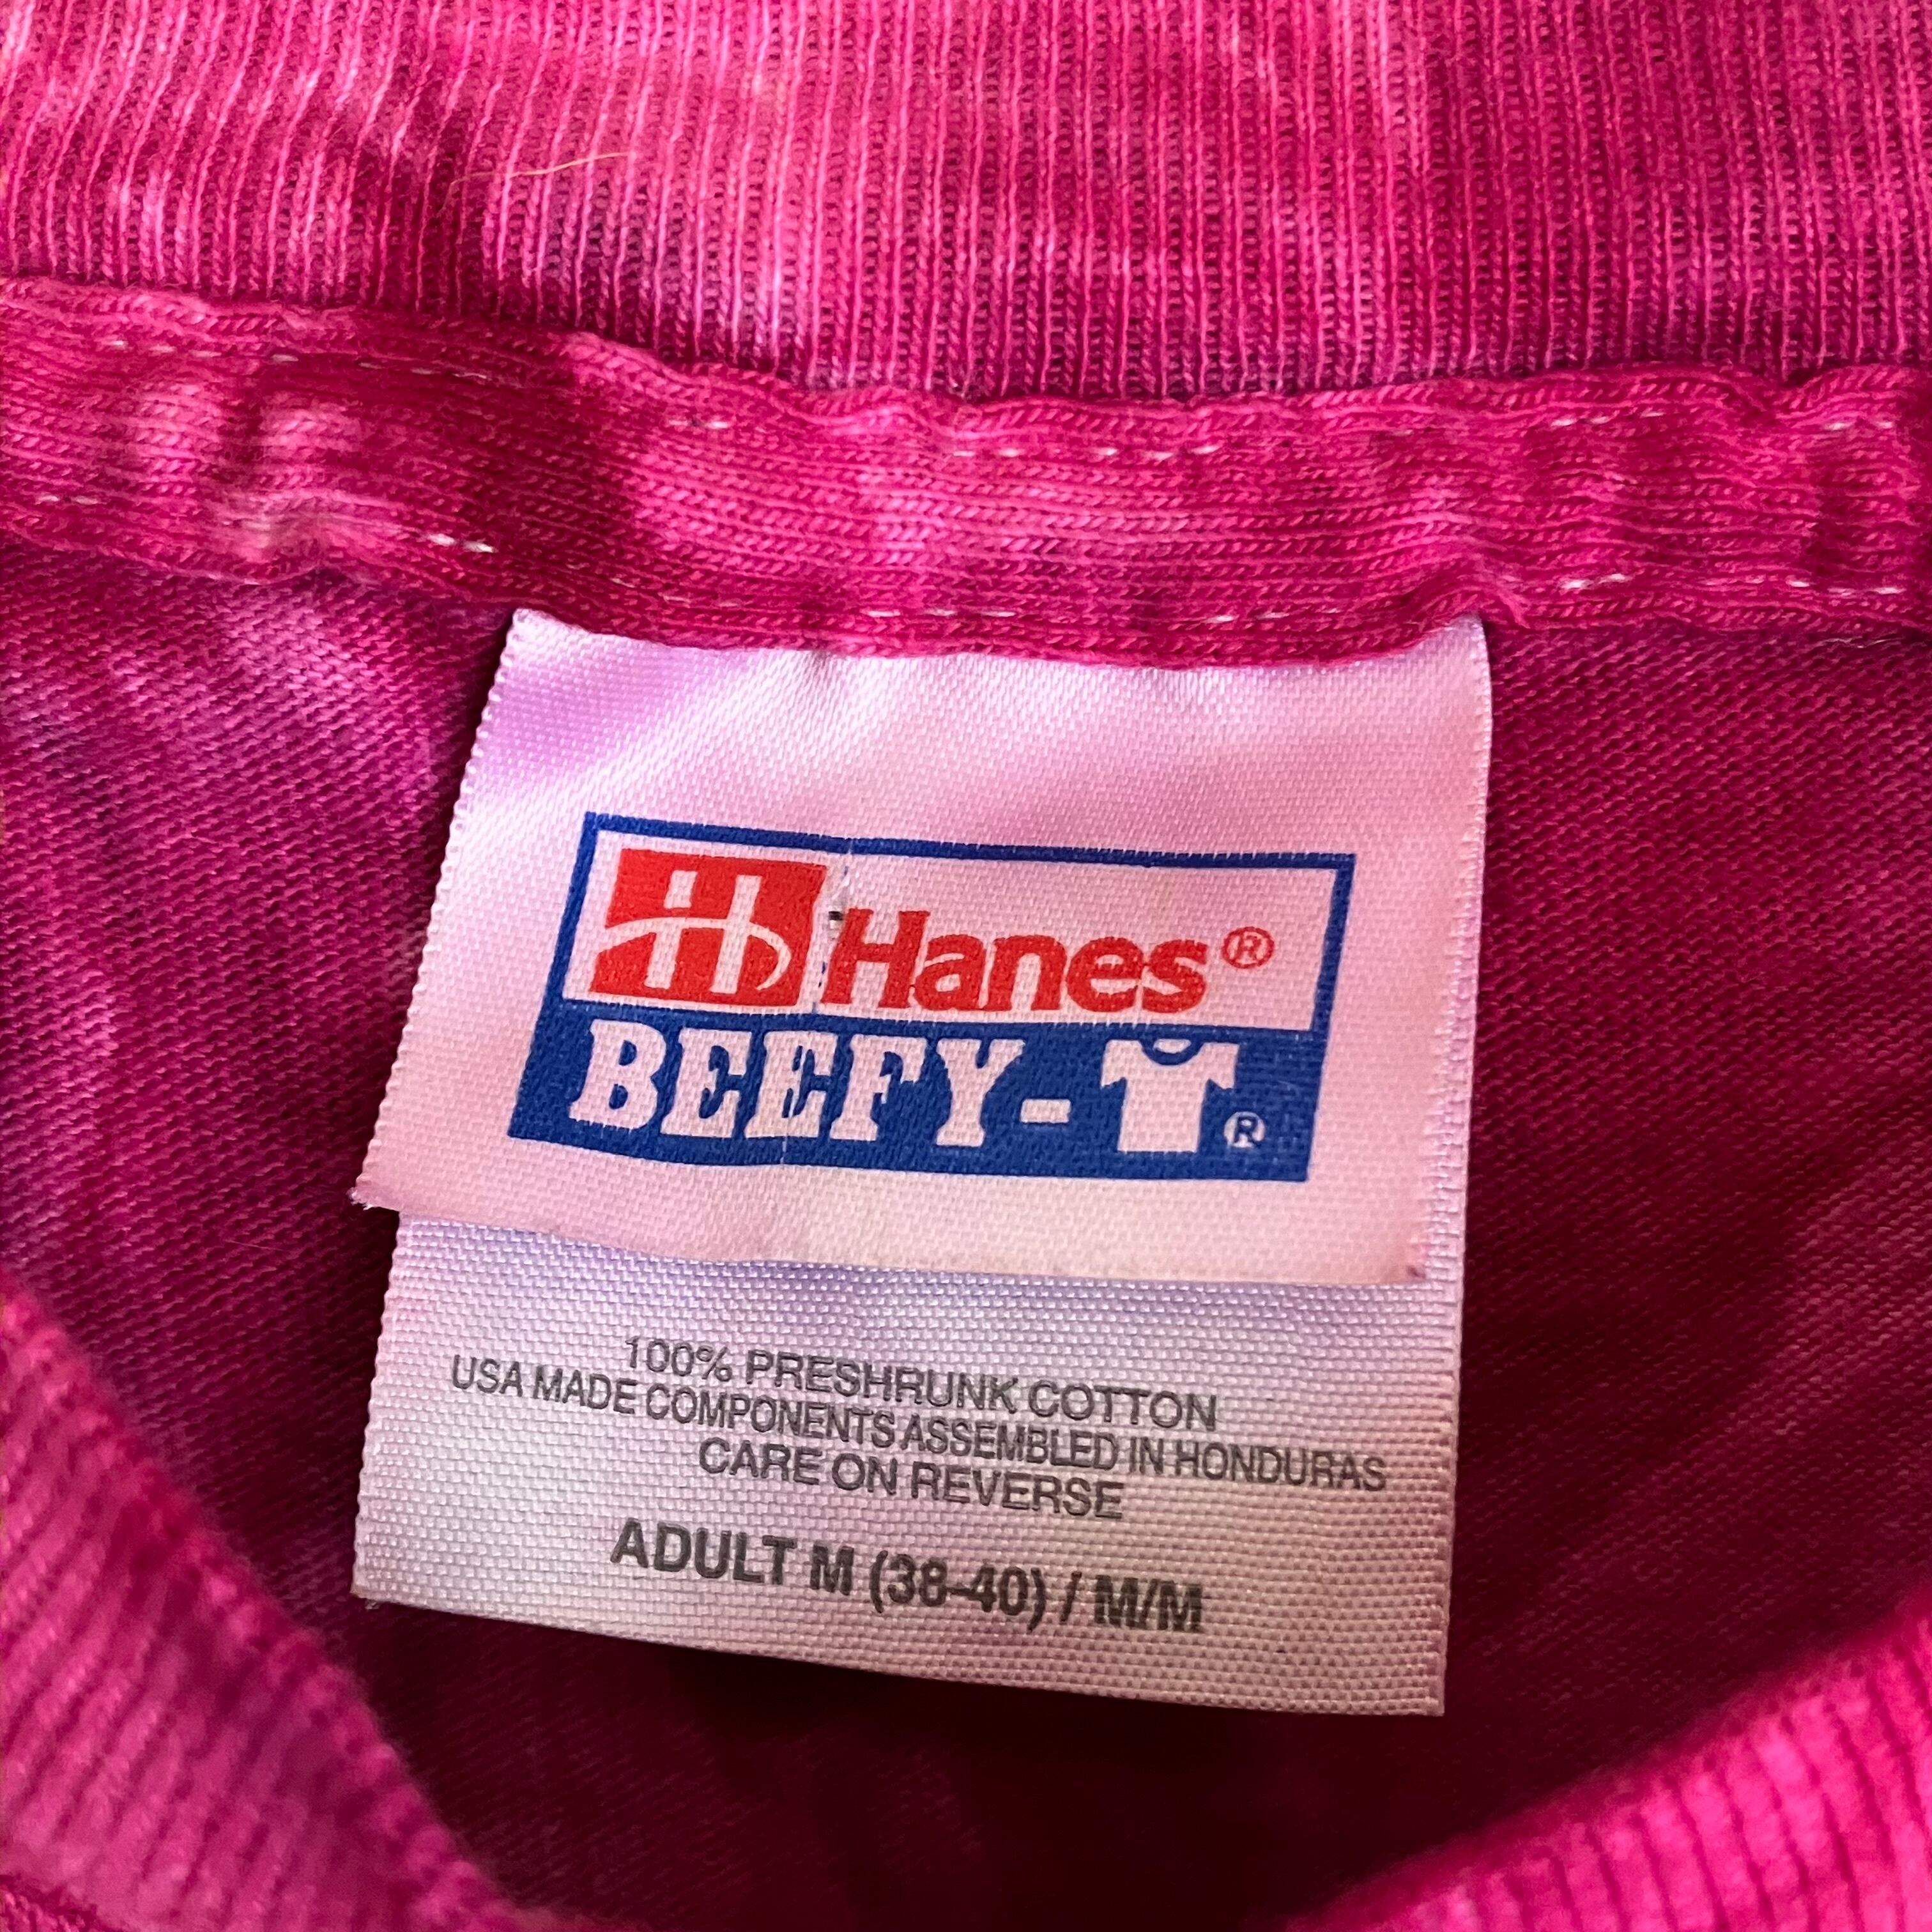 H Hanes®
BEEFY-T®
100% PRESHRUNK COTTON
USA MADE COMPONENTS ASSEMBLED IN HONDURAS
CARE ON REVERSE
ADULT M (38-40) / M/M